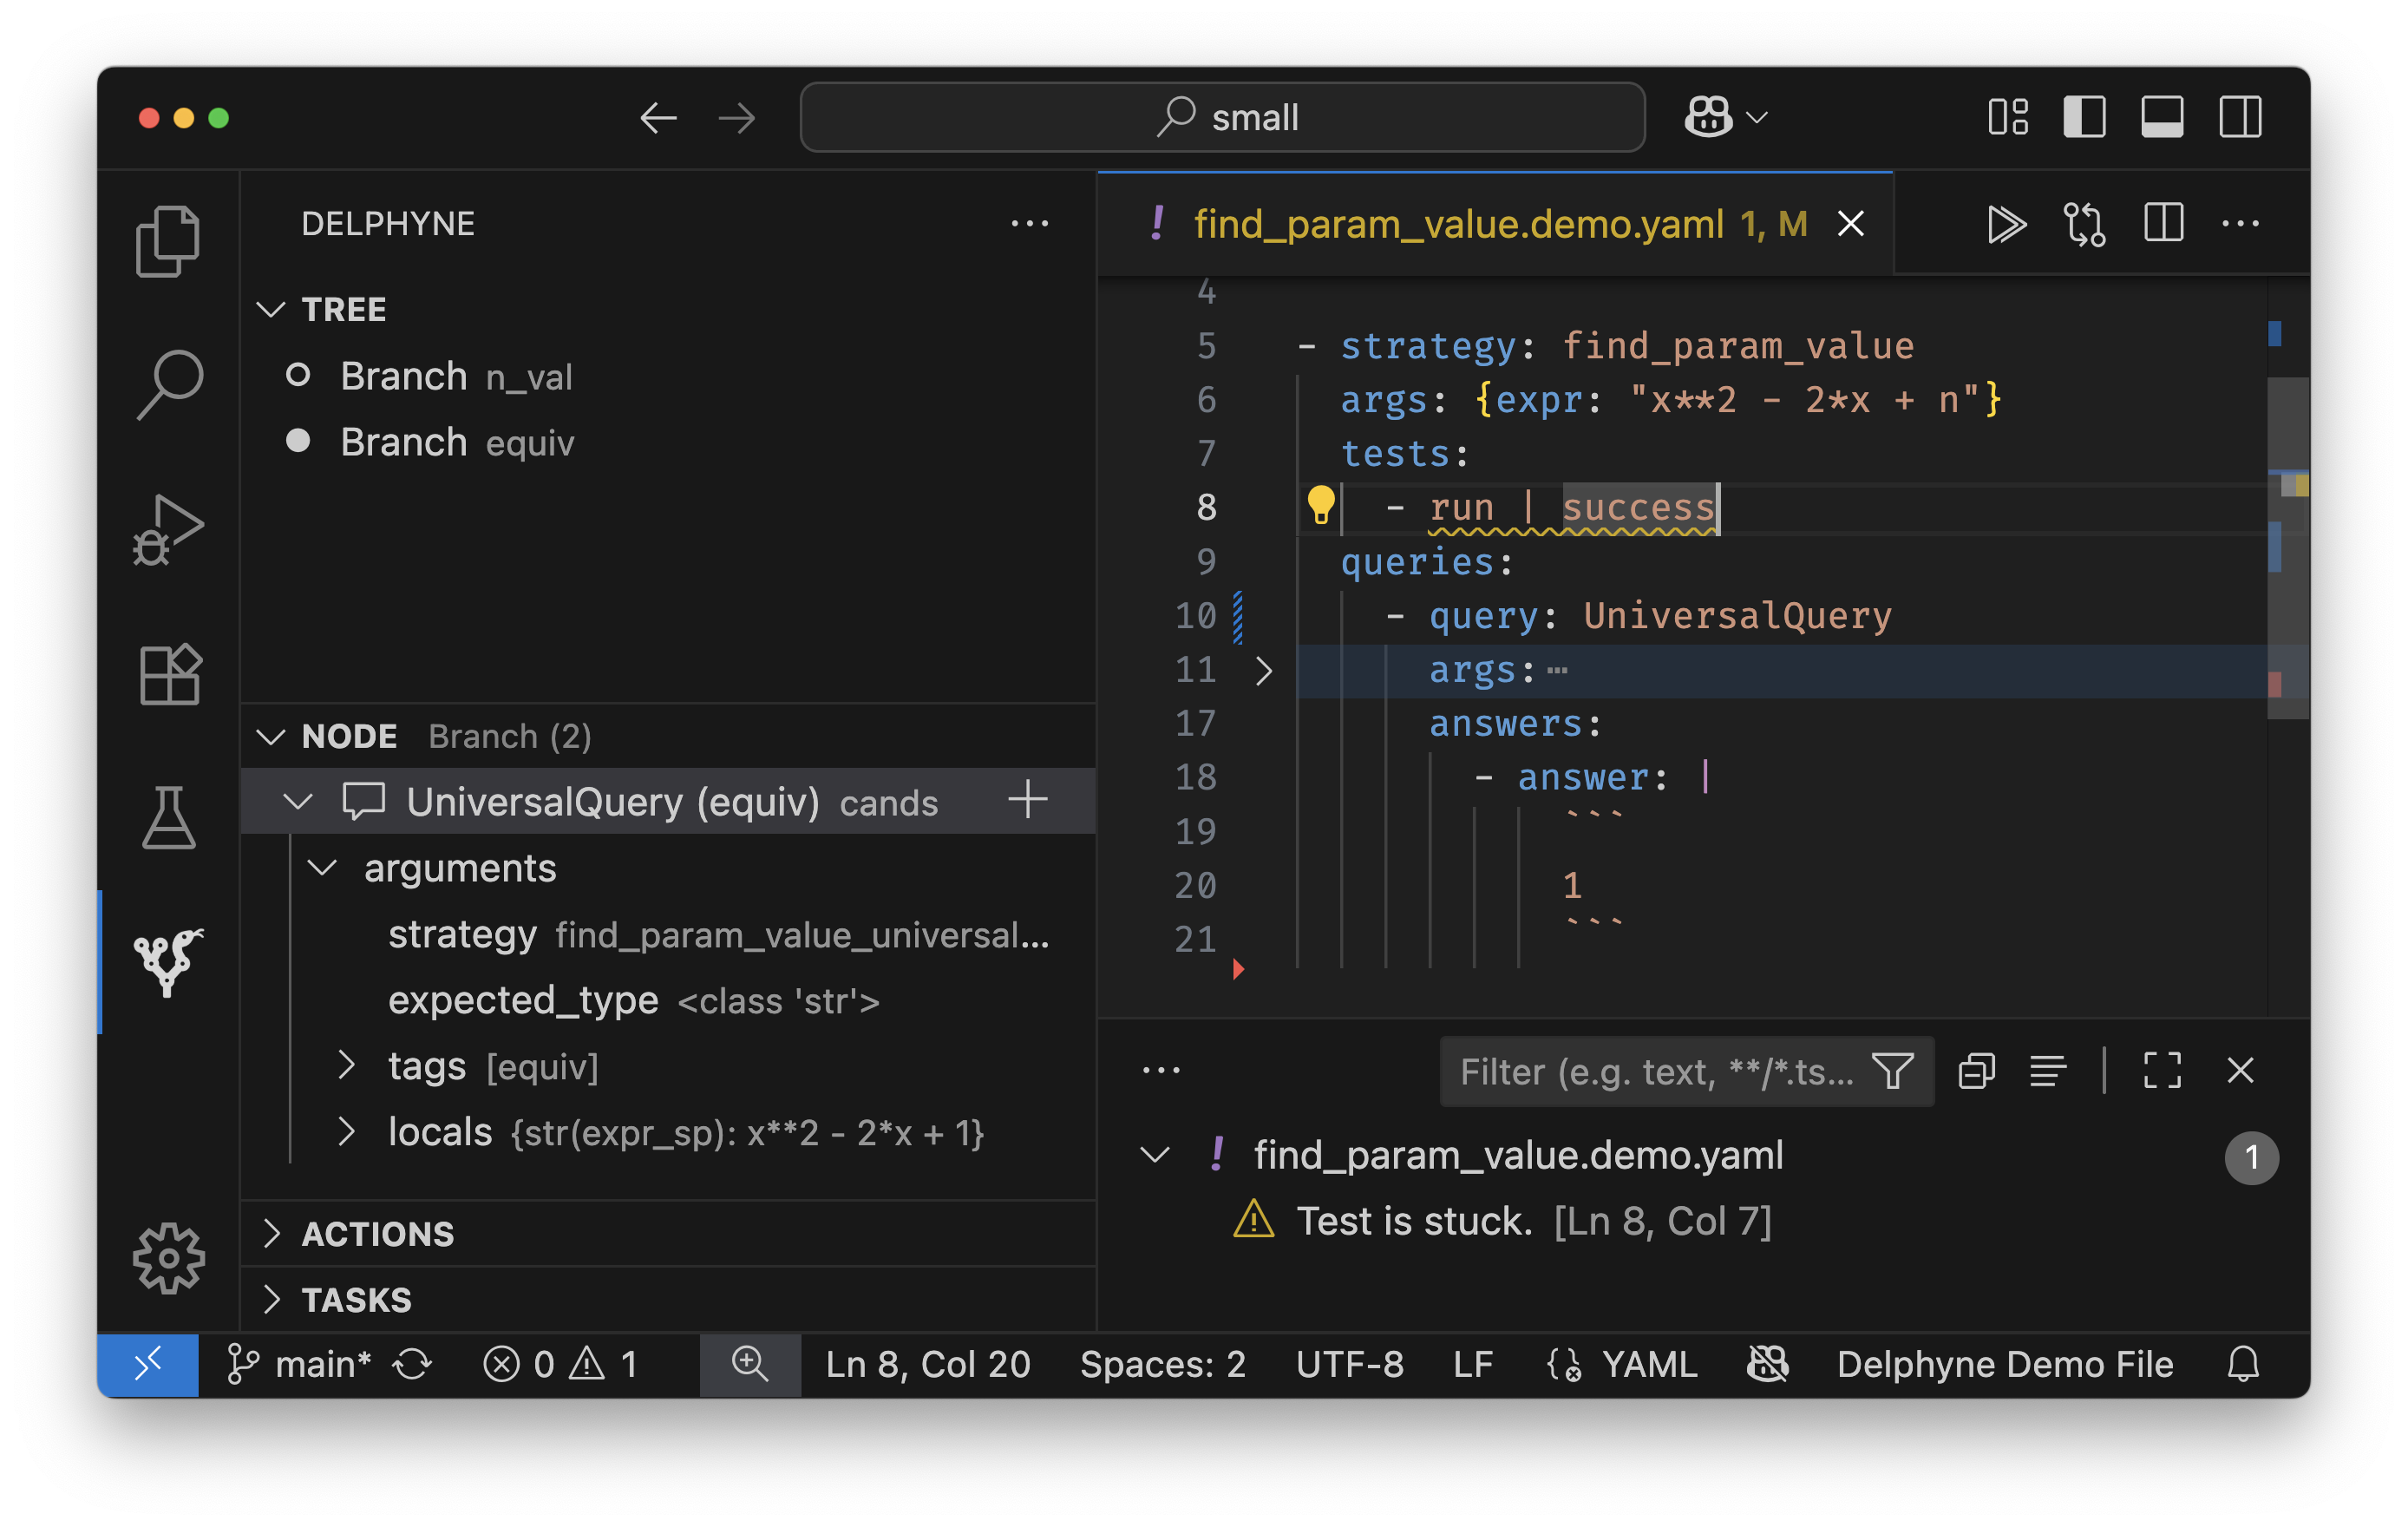 small
DELPHYNE
TREE
Branch n_val
Branch equiv
NODE Branch (2)
UniversalQuery (equiv) cands
arguments
strategy find_param_value_universal...
expected_type <class 'str'>
tags [equiv]
locals {str(expr_sp): x**2 - 2*x + 1}
ACTIONS
TASKS
! find_param_value.demo.yaml 1, M
4
5 - strategy: find_param_value
6 args: {expr: "x**2 - 2*x + n"}
7 tests:
8 - run | success
9 queries:
10 - query: UniversalQuery
11 args:⋯
17 answers:
18 - answer: |
19 ```
20 1
21 ```
Filter (e.g. text, **/*.ts...
! find_param_value.demo.yaml 1
Test is stuck. [Ln 8, Col 7]
main* 0 1 Ln 8, Col 20 Spaces: 2 UTF-8 LF YAML Delphyne Demo File